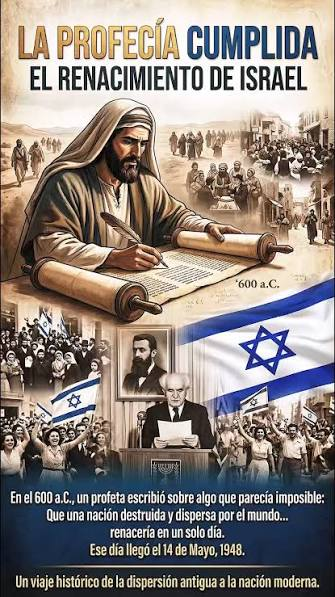 LA PROFECÍA CUMPLIDA
EL RENACIMIENTO DE ISRAEL
'600 a.C.
En el 600 a.C., un profeta escribió sobre algo que parecía imposible:
Que una nación destruida y dispersa por el mundo...
renacería en un solo día.
Ese día llegó el 14 de Mayo, 1948.
Un viaje histórico de la dispersión antigua a la nación moderna.